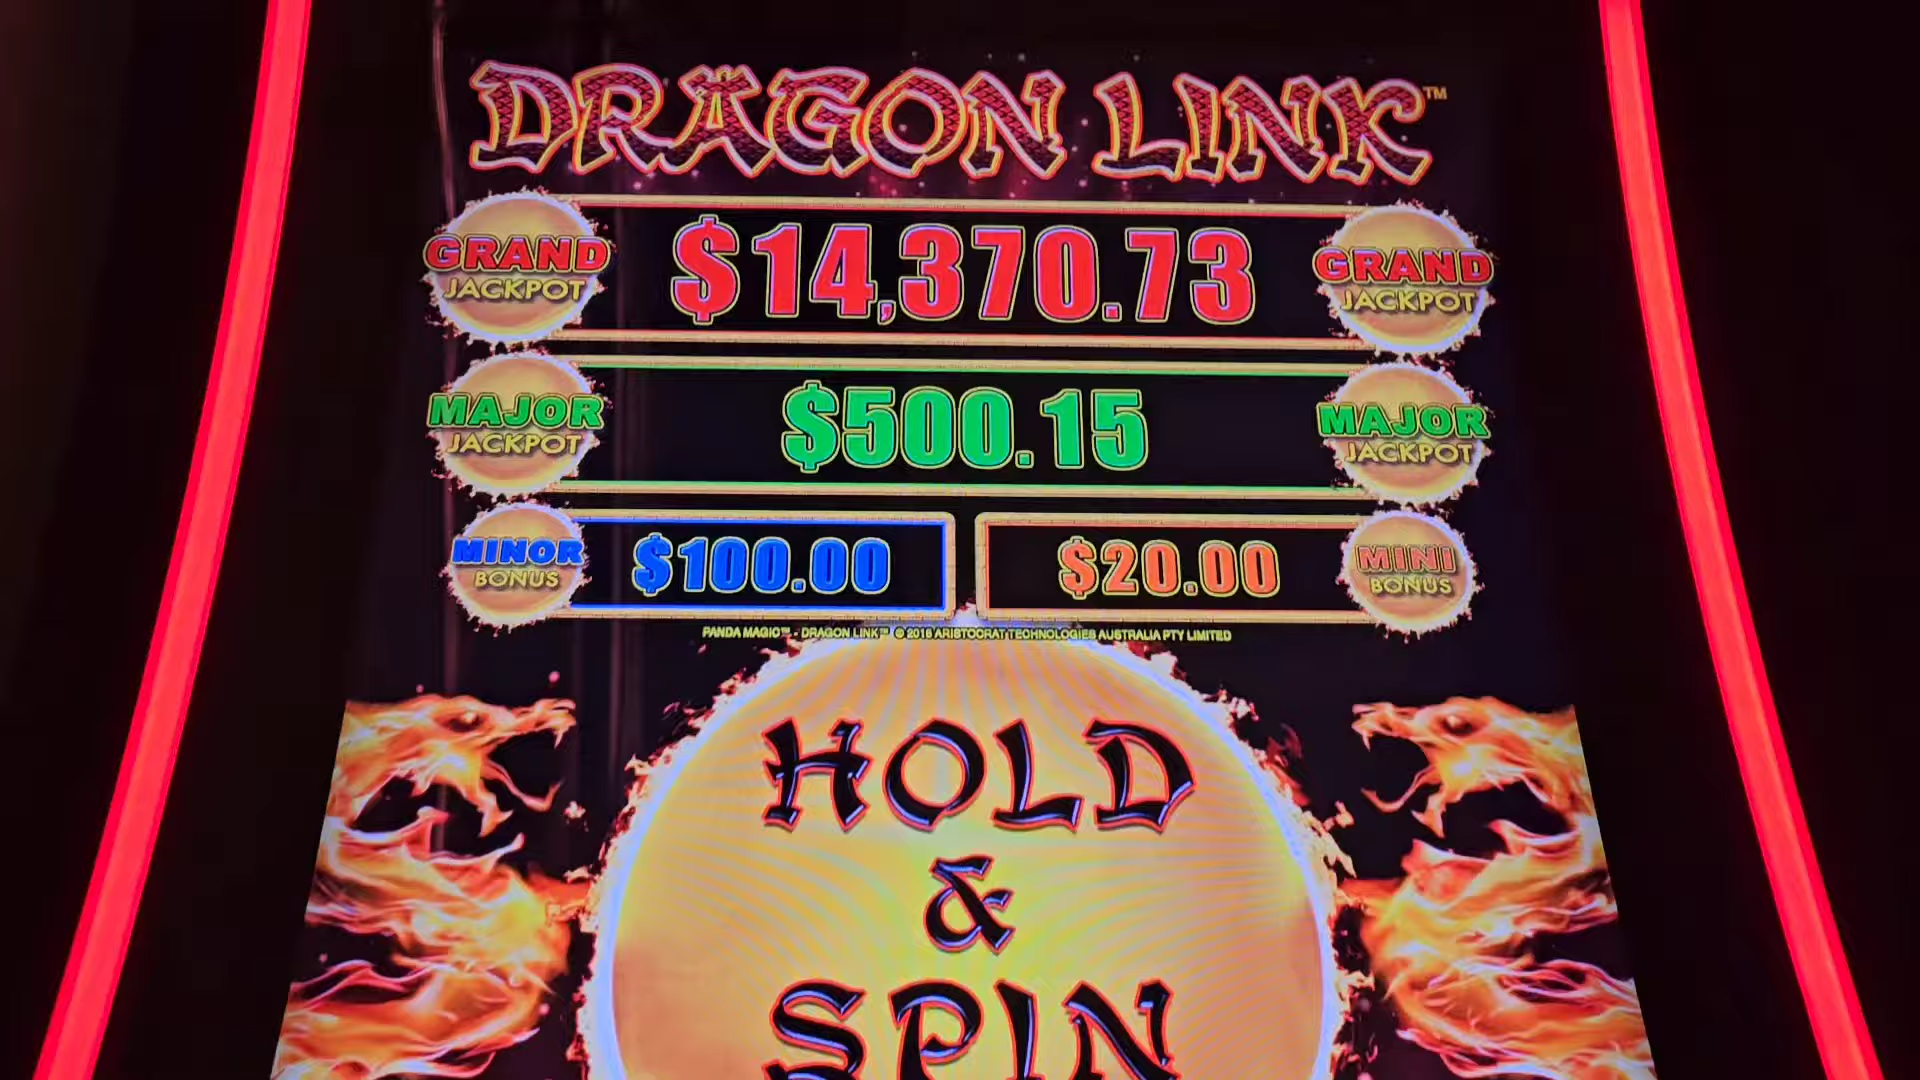 DRAGON LINK™
GRAND JACKPOT $14,370.73 GRAND JACKPOT
MAJOR JACKPOT $500.15 MAJOR JACKPOT
MINOR BONUS $100.00 $20.00 MINI BONUS
PANDA MAGIC™ - DRAGON LINK™ © 2016 ARISTOCRAT TECHNOLOGIES AUSTRALIA PTY LIMITED
HOLD
&
SPIN